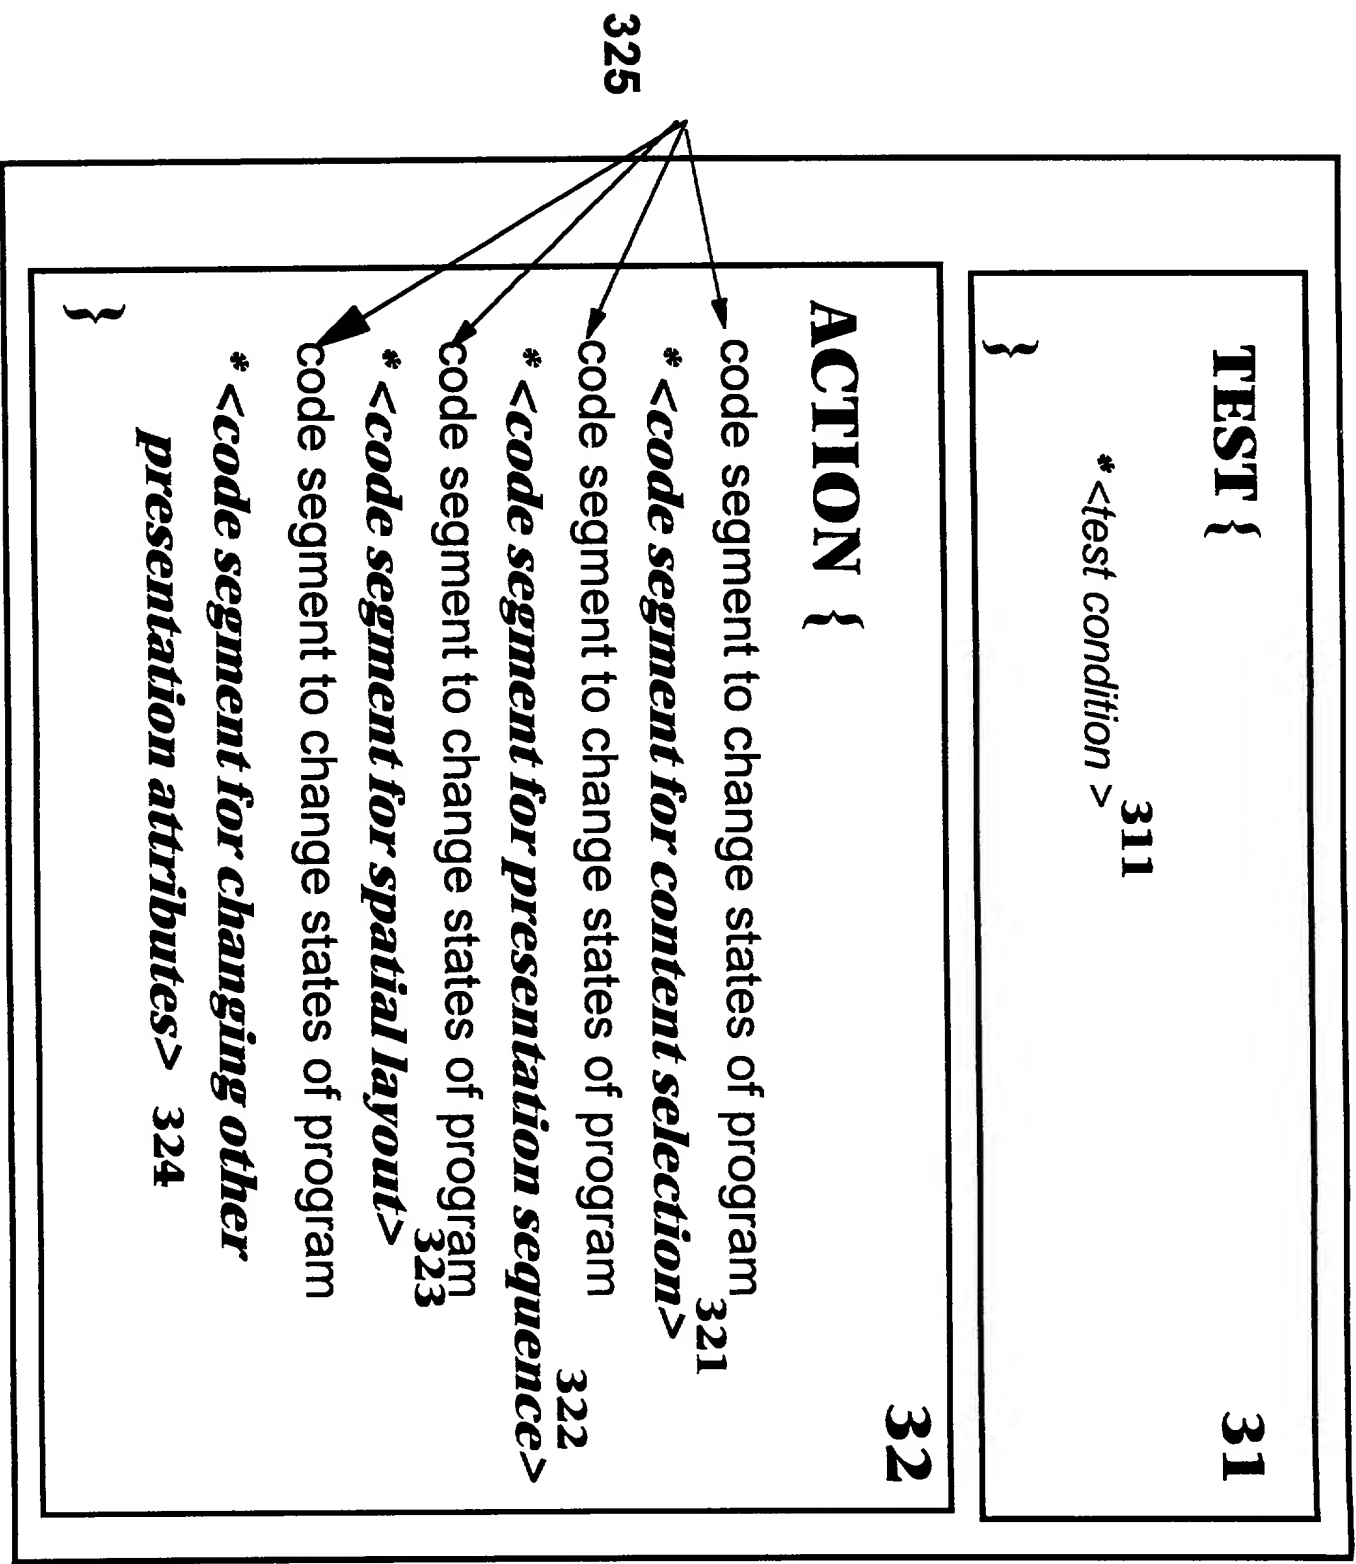 31
TEST {
311
* <test condition >
}
32
ACTION {
code segment to change states of program
321
* <code segment for content selection>
code segment to change states of program
322
* <code segment for presentation sequence>
code segment to change states of program
323
* <code segment for spatial layout>
code segment to change states of program
* <code segment for changing other
presentation attributes> 324
}
325